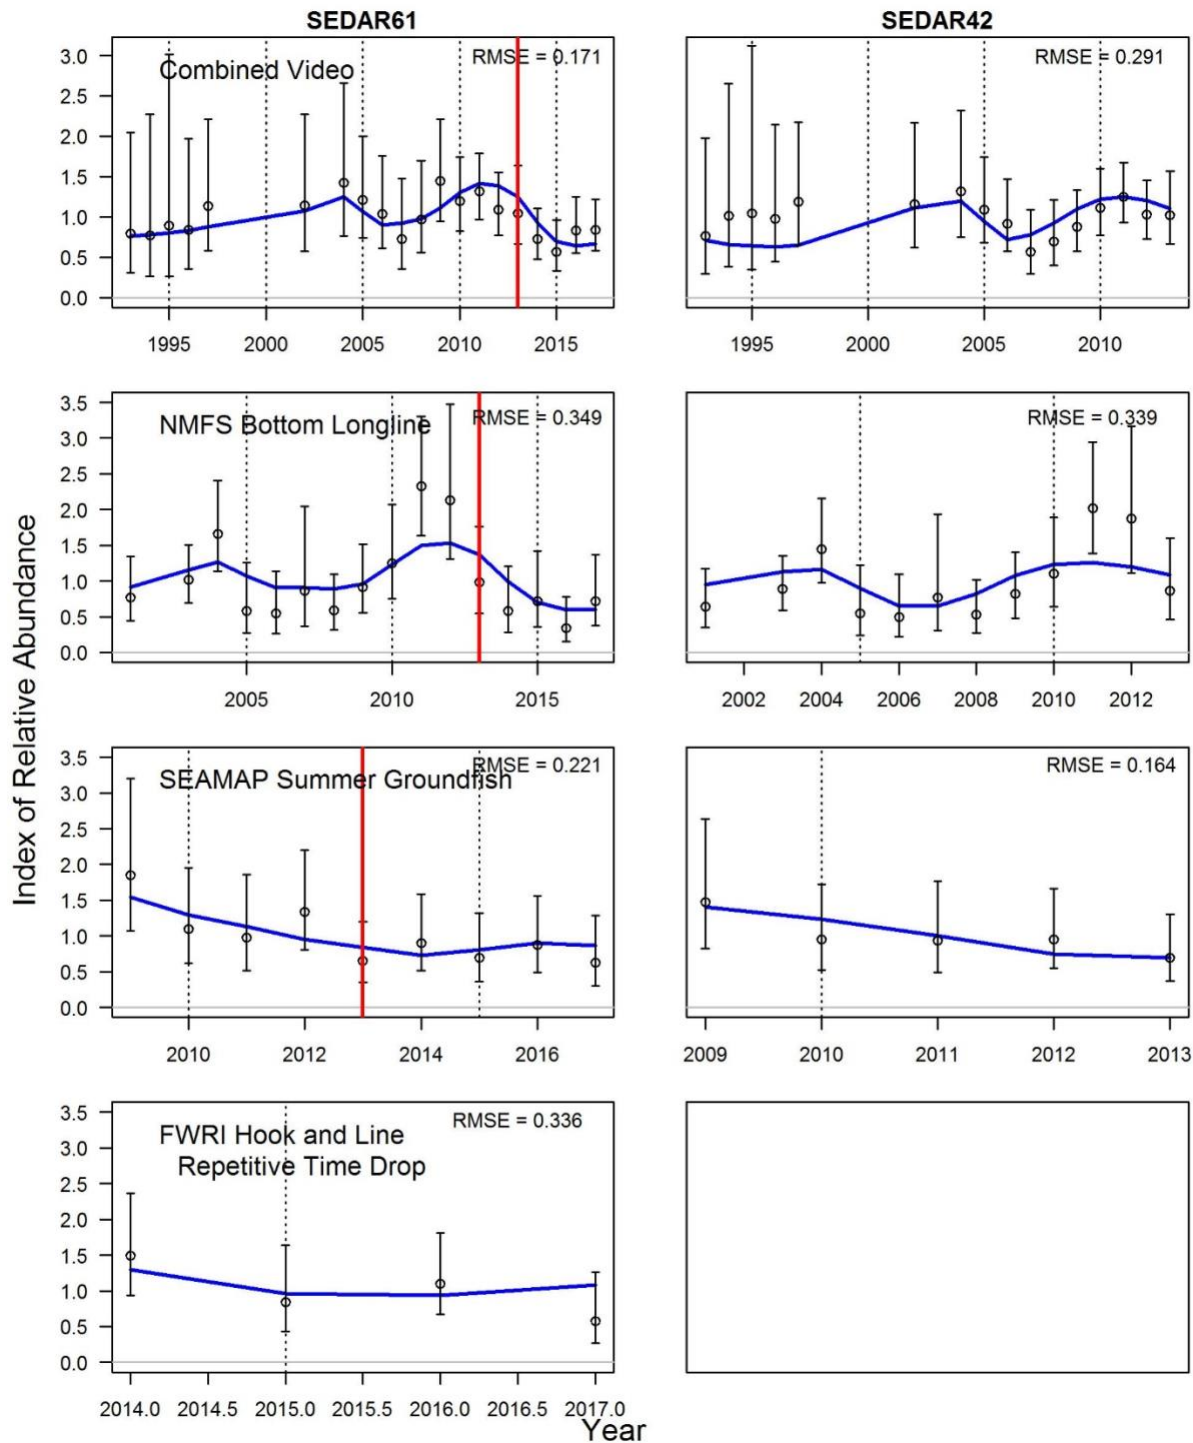 SEDAR61 SEDAR42
Combined Video RMSE = 0.171 RMSE = 0.291
3.0
2.5
2.0
1.5
1.0
0.5
0.0
1995 2000 2005 2010 2015 1995 2000 2005 2010
NMFS Bottom Longline RMSE = 0.349 RMSE = 0.339
3.5
3.0
2.5
2.0
1.5
1.0
0.5
0.0
2005 2010 2015 2002 2004 2006 2008 2010 2012
Index of Relative Abundance
SEAMAP Summer Groundfish RMSE = 0.221 RMSE = 0.164
3.5
3.0
2.5
2.0
1.5
1.0
0.5
0.0
2010 2012 2014 2016 2009 2010 2011 2012 2013
FWRI Hook and Line RMSE = 0.336
Repetitive Time Drop
3.5
3.0
2.5
2.0
1.5
1.0
0.5
0.0
2014.0 2014.5 2015.0 2015.5 2016.0 2016.5 2017.0
Year